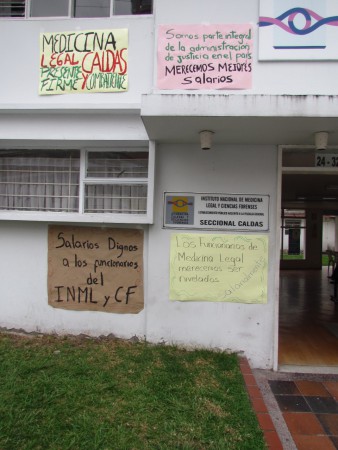 MEDICINA
LEGAL CALDAS
PRESENTE Y
FIRME COMBATIENTE
Somos parte integral
de la administración
de justicia en el país
MERECEMOS MEJORES
Salarios
24-32
INSTITUTO NACIONAL DE MEDICINA
LEGAL Y CIENCIAS FORENSES
SECCIONAL CALDAS
Salarios Dignos
a los funcionarios
del
INML y CF
Los funcionarios de
Medicina Legal
merecemos ser
nivelados